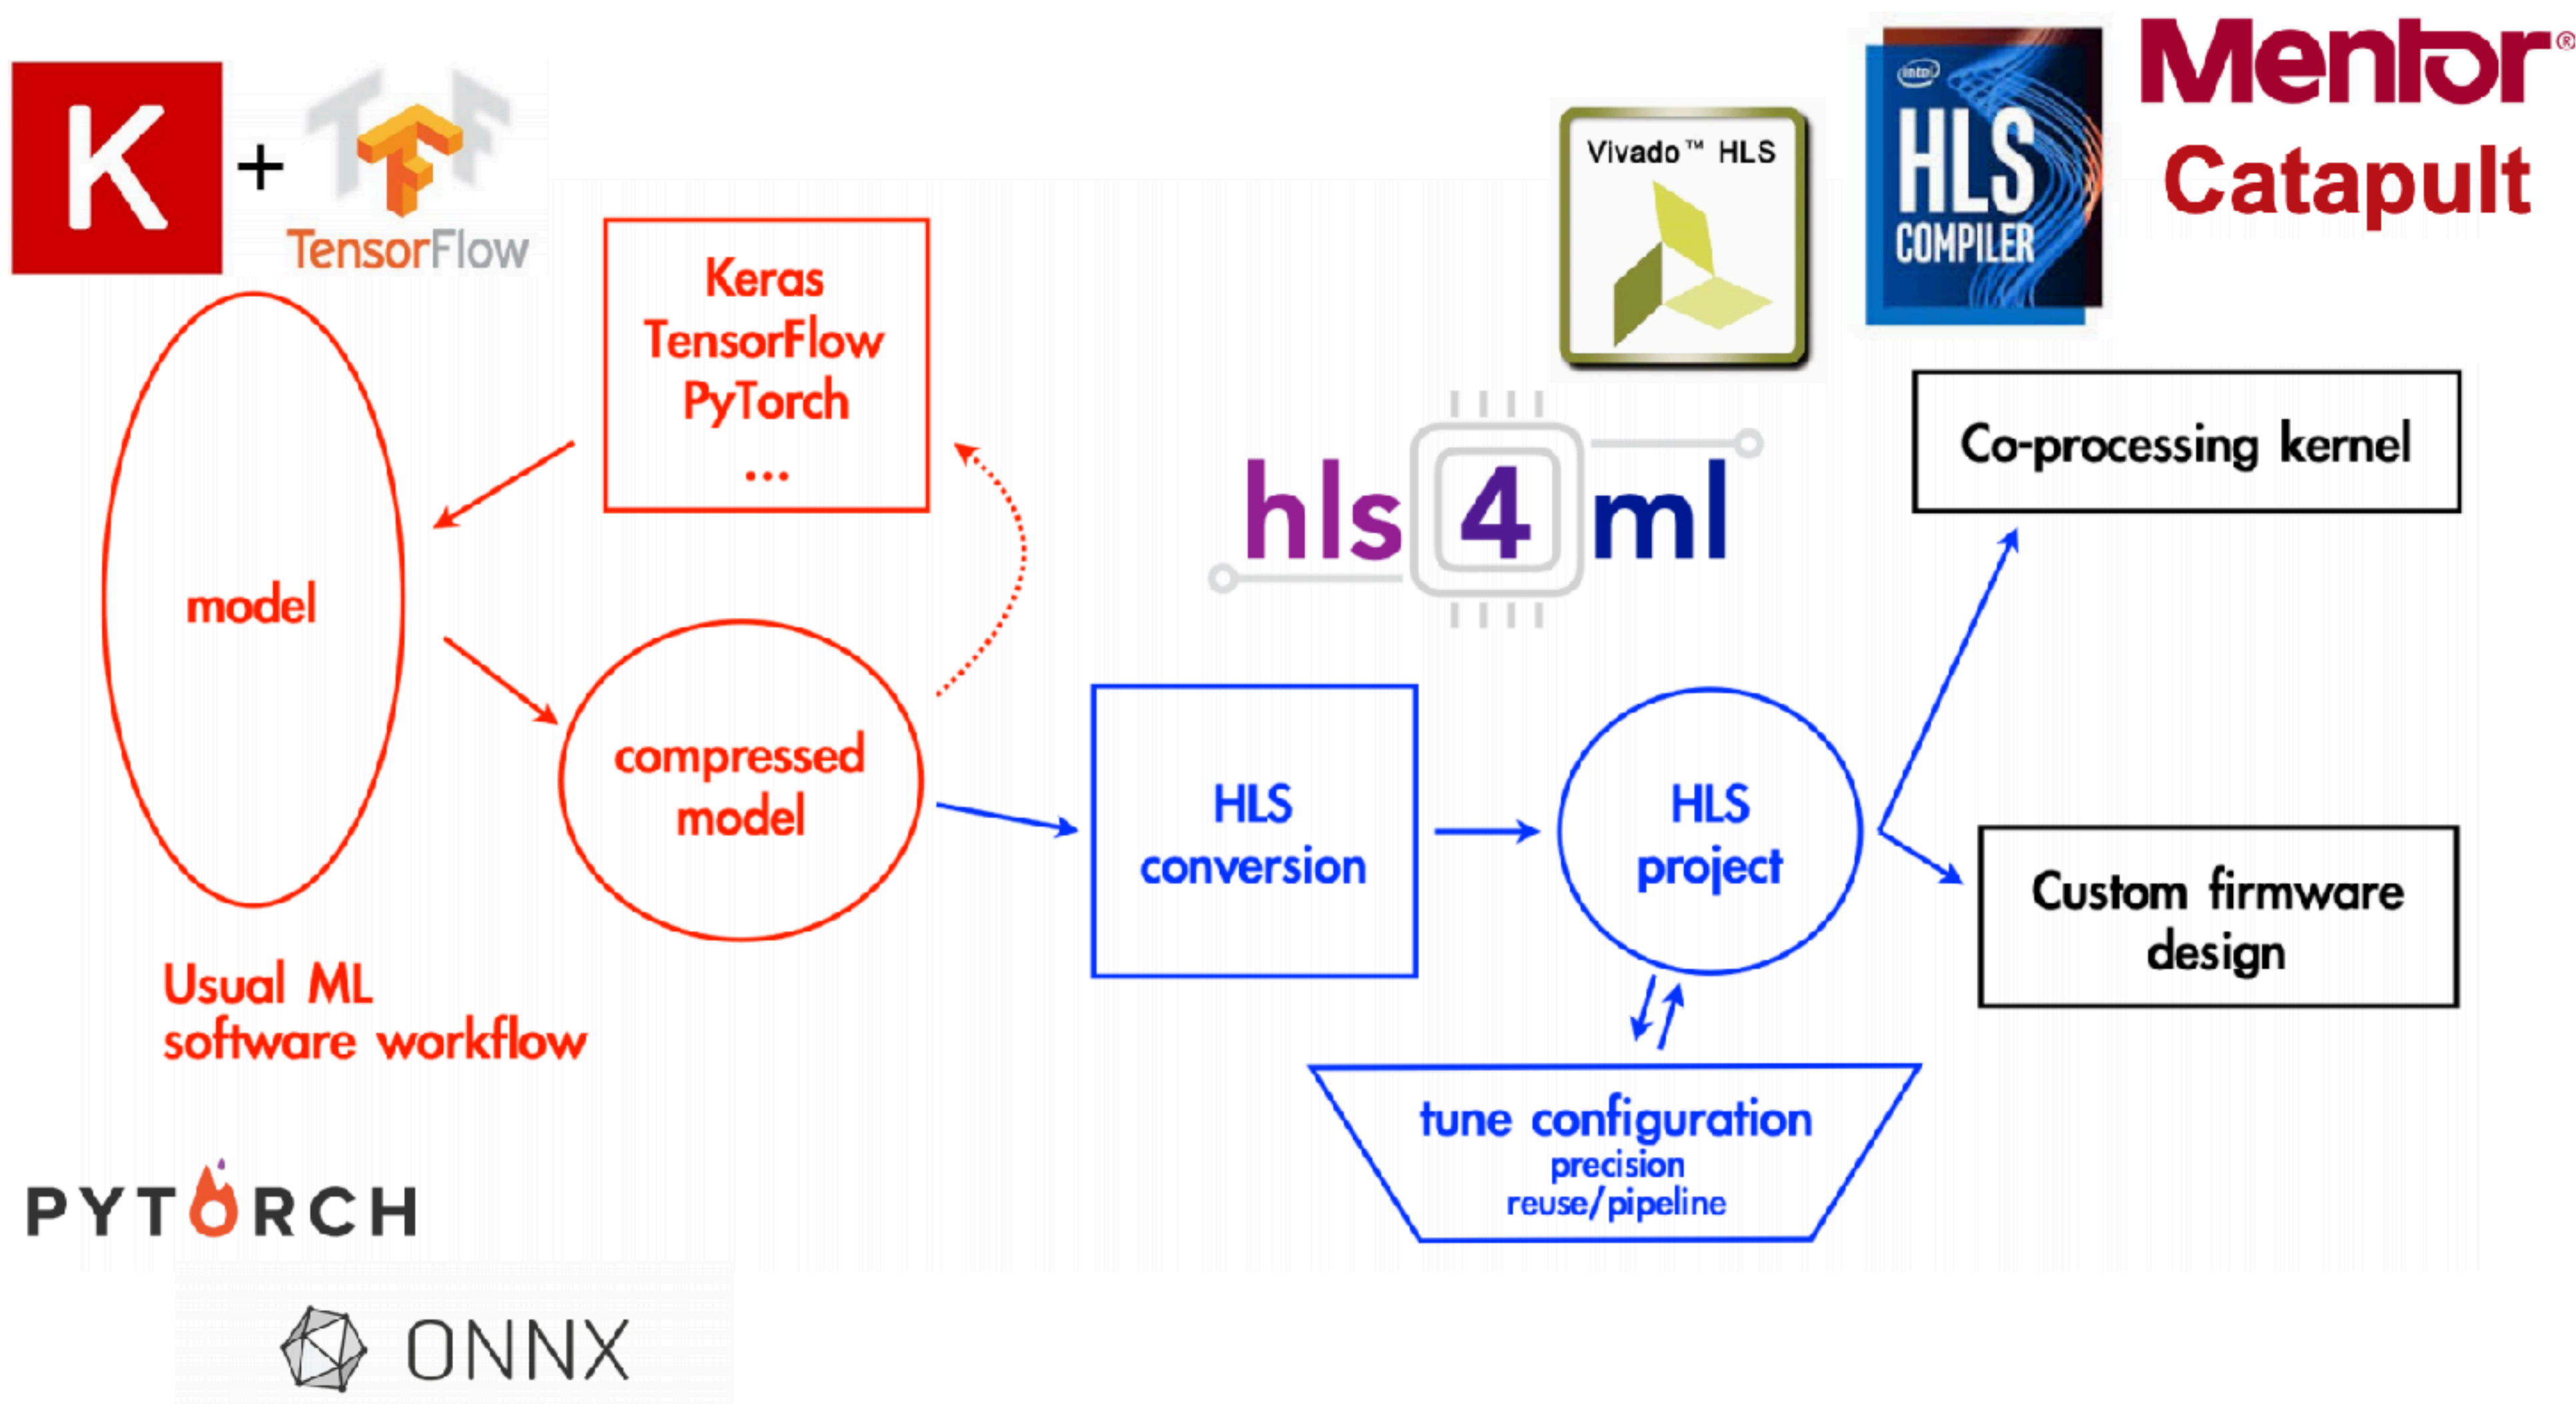 K
+
TF
TensorFlow
Keras
TensorFlow
PyTorch
...
model
compressed
model
Usual ML
software workflow
PYTORCH
ONNX
hls 4 ml
Vivado™ HLS
intel
HLS
COMPILER
Mentor®
Catapult
HLS
conversion
HLS
project
tune configuration
precision
reuse/pipeline
Co-processing kernel
Custom firmware
design